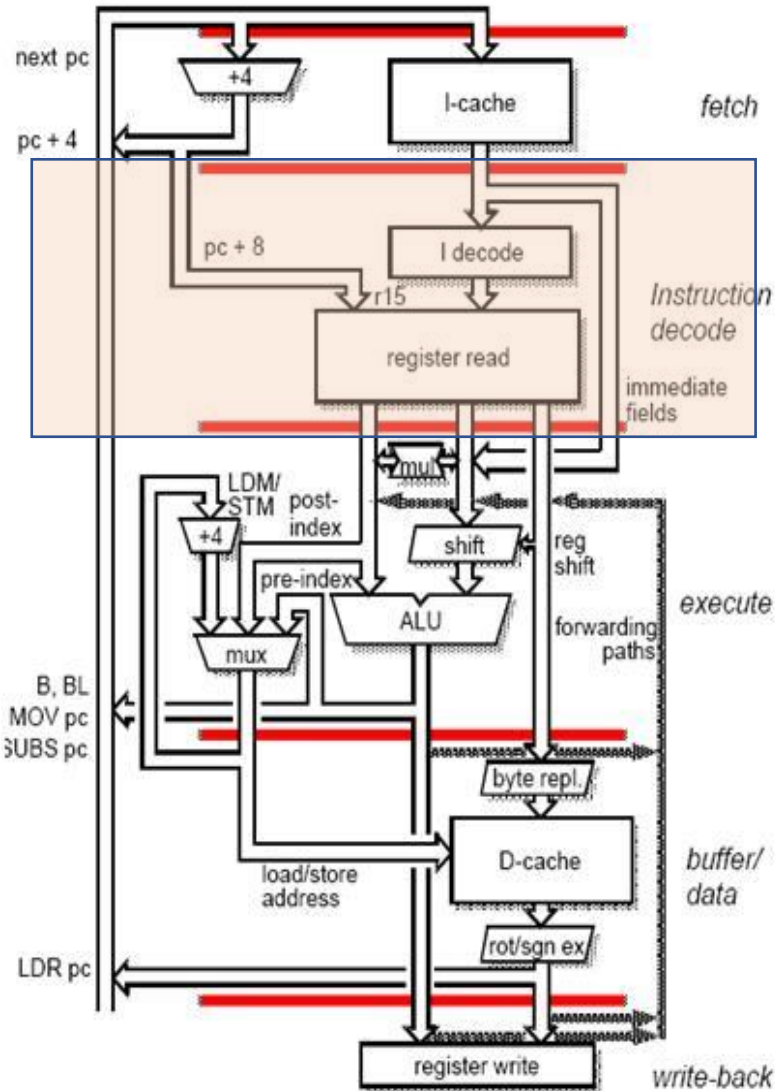 next pc
+4
I-cache
fetch
pc + 4
pc + 8
I decode
r15
Instruction
decode
register read
immediate
fields
mul
LDM/
STM
post-
index
+4
shift
reg
shift
pre-index
execute
ALU
forwarding
paths
mux
B, BL
MOV pc
SUBS pc
byte repl.
D-cache
buffer/
data
load/store
address
rot/sgn ex
LDR pc
register write
write-back